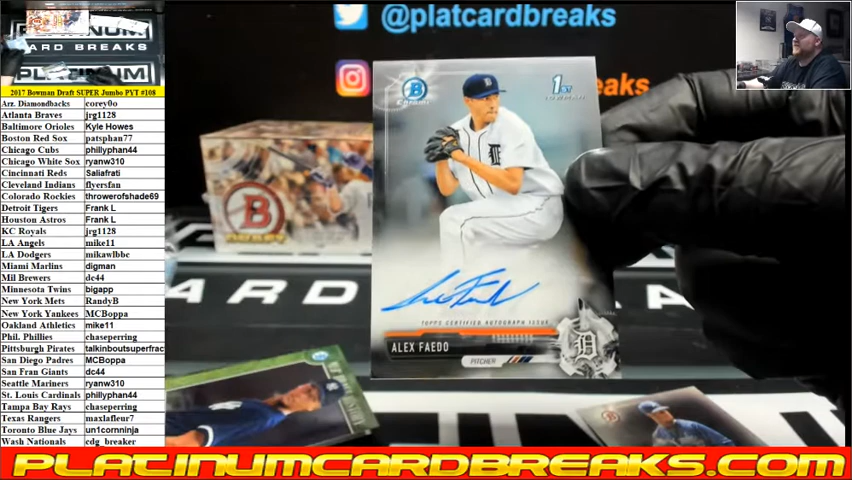 PLATINUM
CARD BREAKS
PLATINUM
2017 Bowman Draft SUPER Jumbo PYT #108
Arz. Diamondbacks corey0o
Atlanta Braves jrg1128
Baltimore Orioles Kyle Howes
Boston Red Sox patsphan77
Chicago Cubs phillyphan44
Chicago White Sox ryanw310
Cincinnati Reds Saliafrati
Cleveland Indians flyersfan
Colorado Rockies throwerofshade69
Detroit Tigers Frank L
Houston Astros Frank L
KC Royals jrg1128
LA Angels mike11
LA Dodgers mikawlbbc
Miami Marlins digman
Mil Brewers dc44
Minnesota Twins bigapp
New York Mets RandyB
New York Yankees MCBoppa
Oakland Athletics mike11
Phil. Phillies chaseperring
Pittsburgh Pirates talkinboutsuperfrac
San Diego Padres MCBoppa
San Fran Giants dc44
Seattle Mariners ryanw310
St. Louis Cardinals phillyphan44
Tampa Bay Rays chaseperring
Texas Rangers maxlafleur7
Toronto Blue Jays un1cornninja
Wash Nationals cdg_breaker
@platcardbreaks
eaks
B
ARD
BREA
CHROME
1ST
BOWMAN
TOPPS CERTIFIED AUTOGRAPH ISSUE
ALEX FAEDO
PITCHER
D
PLATINUMCARDBREAKS.COM